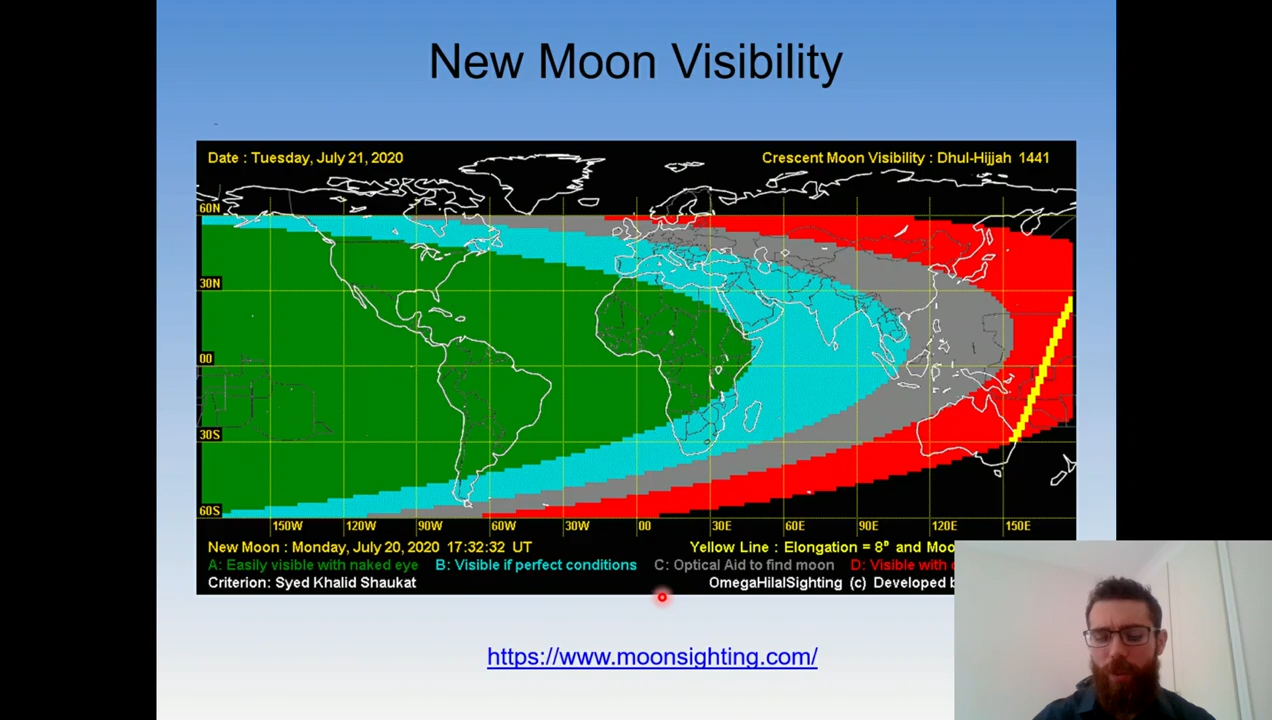 New Moon Visibility
Date : Tuesday, July 21, 2020
Crescent Moon Visibility : Dhul-Hijjah 1441
60N
30N
00
30S
60S
150W 120W 90W 60W 30W 00 30E 60E 90E 120E 150E
New Moon : Monday, July 20, 2020 17:32:32 UT
Yellow Line : Elongation = 8° and
A: Easily visible with naked eye B: Visible if perfect conditions C: Optical Aid to find moon D: Visible with
Criterion: Syed Khalid Shaukat
OmegaHilalSighting (c) Developed
https://www.moonsighting.com/